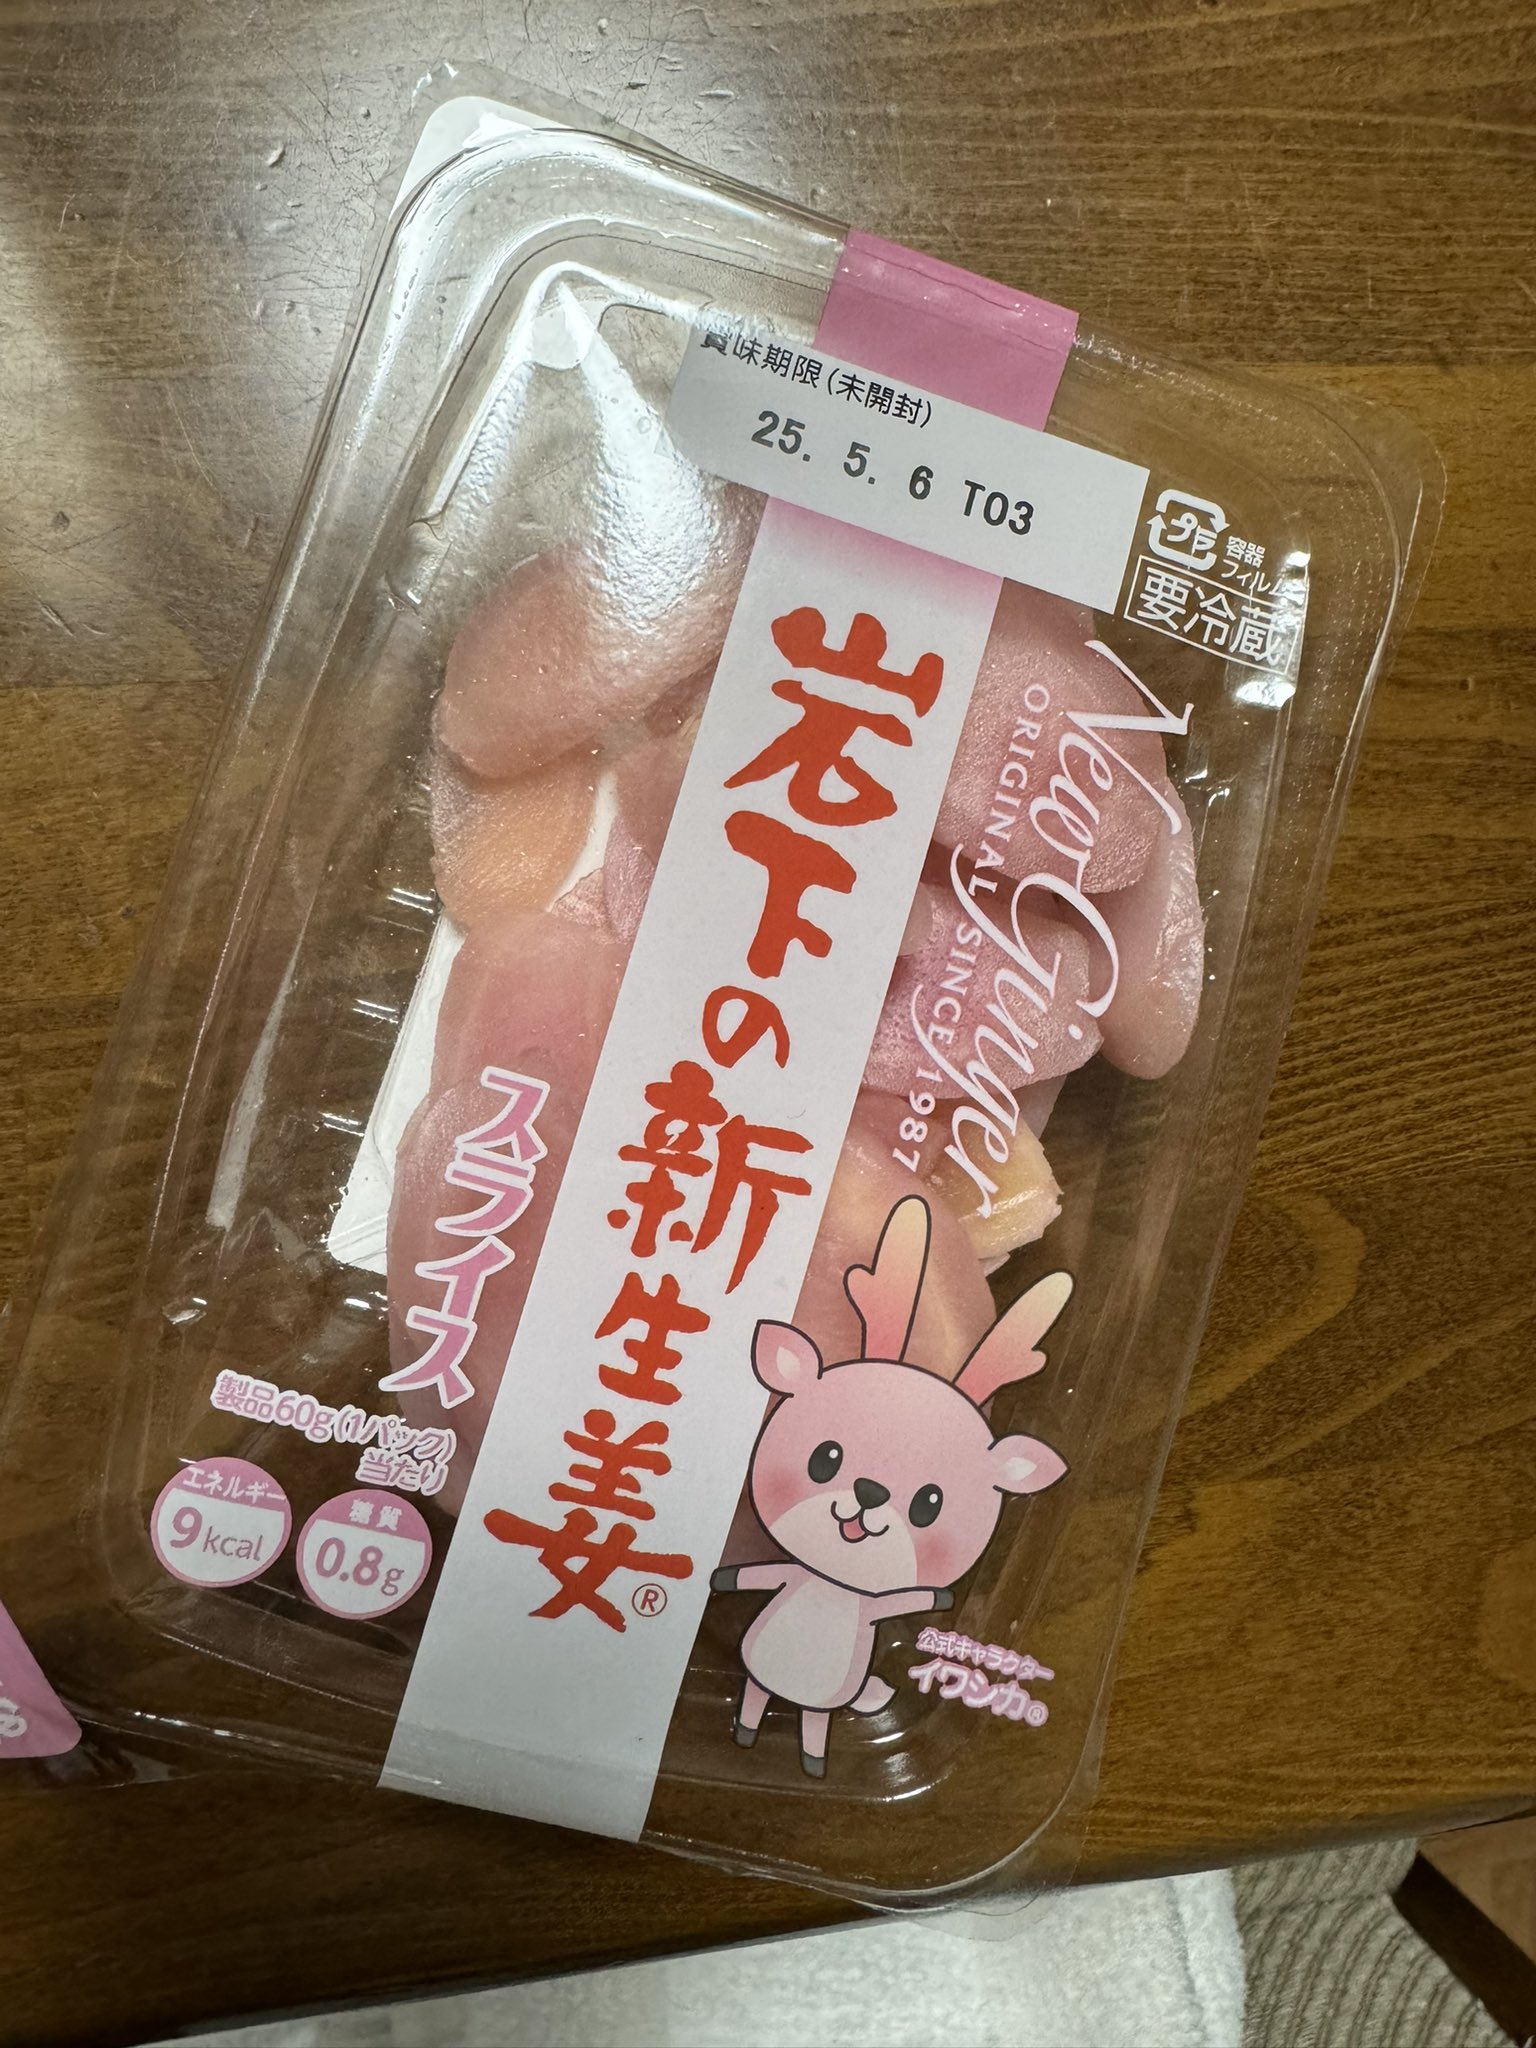 賞味期限(未開封)
25. 5. 6 T03
プラ
容器
フィルム
要冷蔵
New Ginger
ORIGINAL SINCE 1987
岩下の新生姜®
スライス
製品60g(1パック)
当たり
エネルギー
9kcal
糖質
0.8g
公式キャラクター
イワシカ®